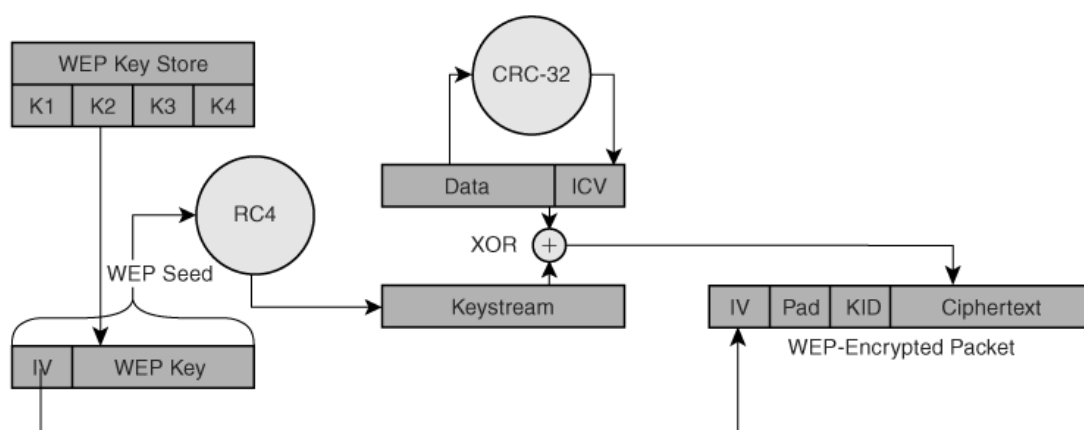 WEP Key Store
K1 K2 K3 K4
CRC-32
RC4
Data ICV
XOR +
WEP Seed
Keystream
IV Pad KID Ciphertext
WEP-Encrypted Packet
IV WEP Key